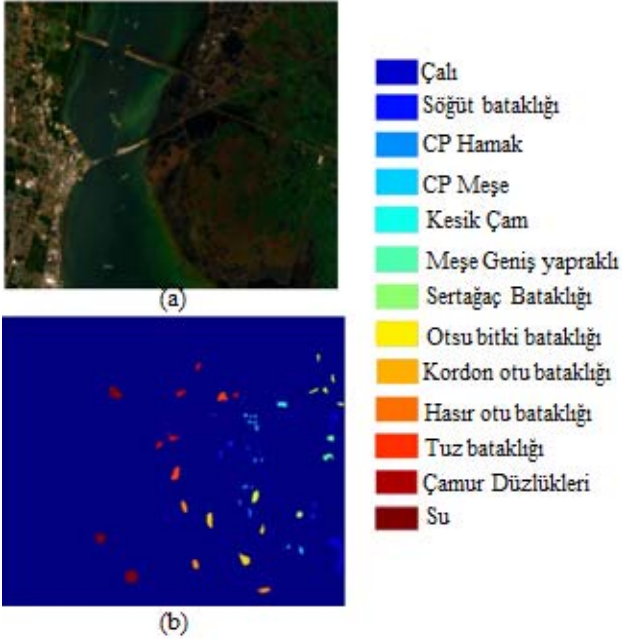 (a)
(b)
Çalı
Söğüt bataklığı
CP Hamak
CP Meşe
Kesik Çam
Meşe Geniş yapraklı
Sertağaç Bataklığı
Otsu bitki bataklığı
Kordon otu bataklığı
Hasır otu bataklığı
Tuz bataklığı
Çamur Düzlükleri
Su